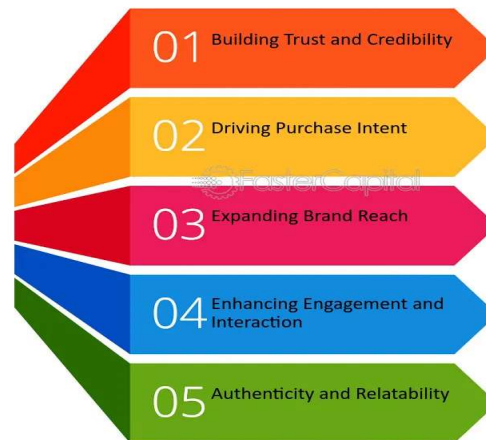 01 Building Trust and Credibility
02 Driving Purchase Intent
FasterCapital
03 Expanding Brand Reach
04 Enhancing Engagement and
Interaction
05 Authenticity and Relatability